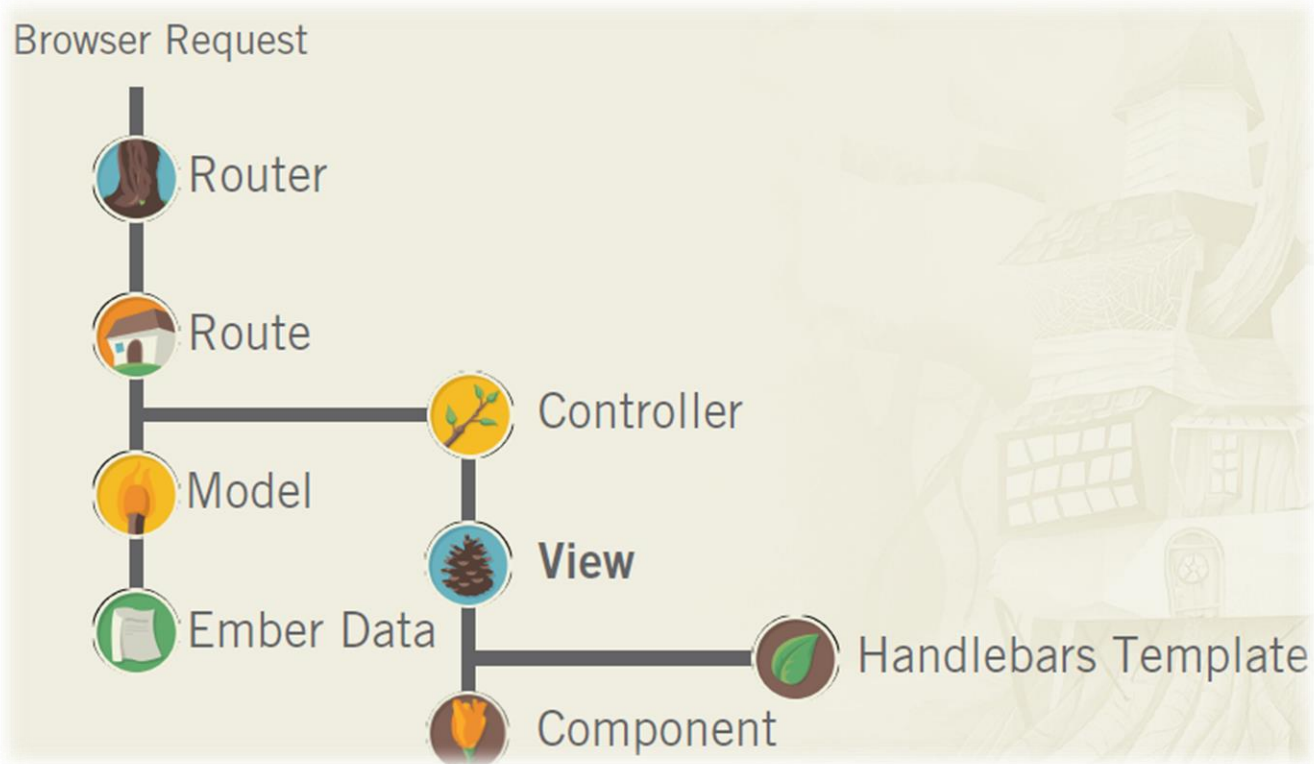 Browser Request
Router
Route
Controller
Model
View
Ember Data
Handlebars Template
Component